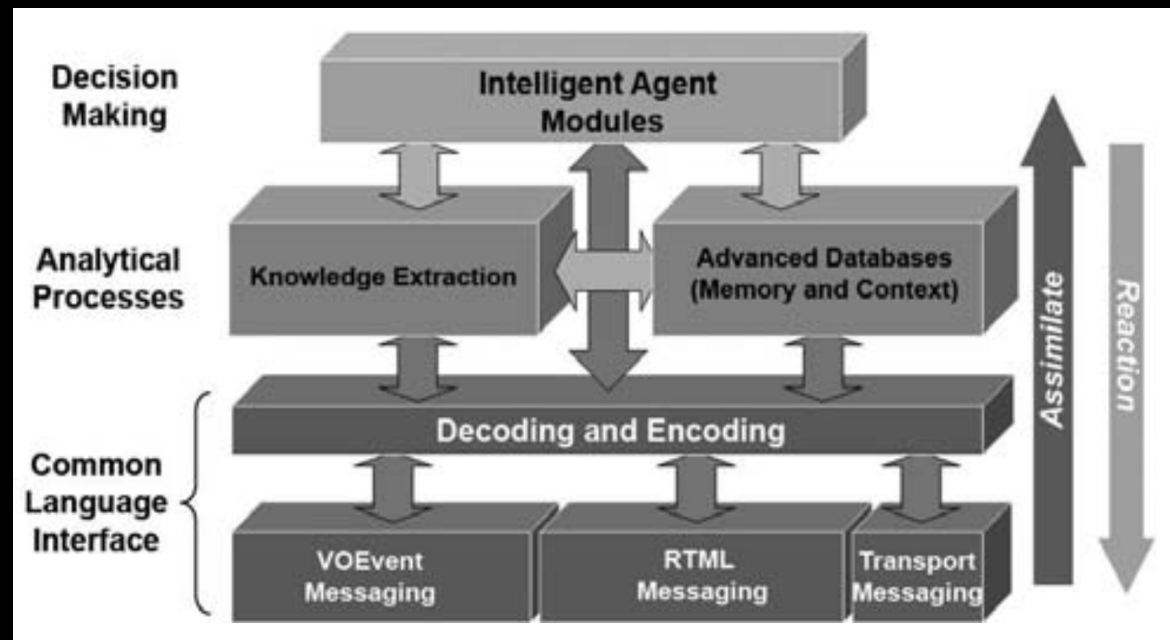 Decision
Making
Intelligent Agent
Modules
Analytical
Processes
Knowledge Extraction
Advanced Databases
(Memory and Context)
Common
Language
Interface
Decoding and Encoding
VOEvent
Messaging
RTML
Messaging
Transport
Messaging
Assimilate
Reaction